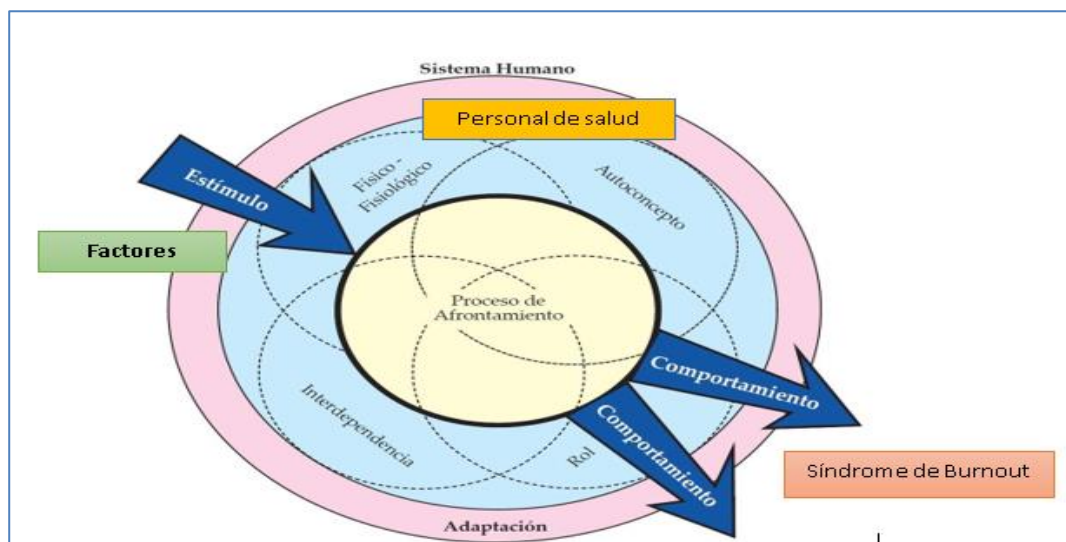 Sistema Humano
Personal de salud
Estímulo
Físico -
Fisiológico
Autoconcepto
Factores
Proceso de
Afrontamiento
Comportamiento
Comportamiento
Interdependencia
Rol
Síndrome de Burnout
Adaptación